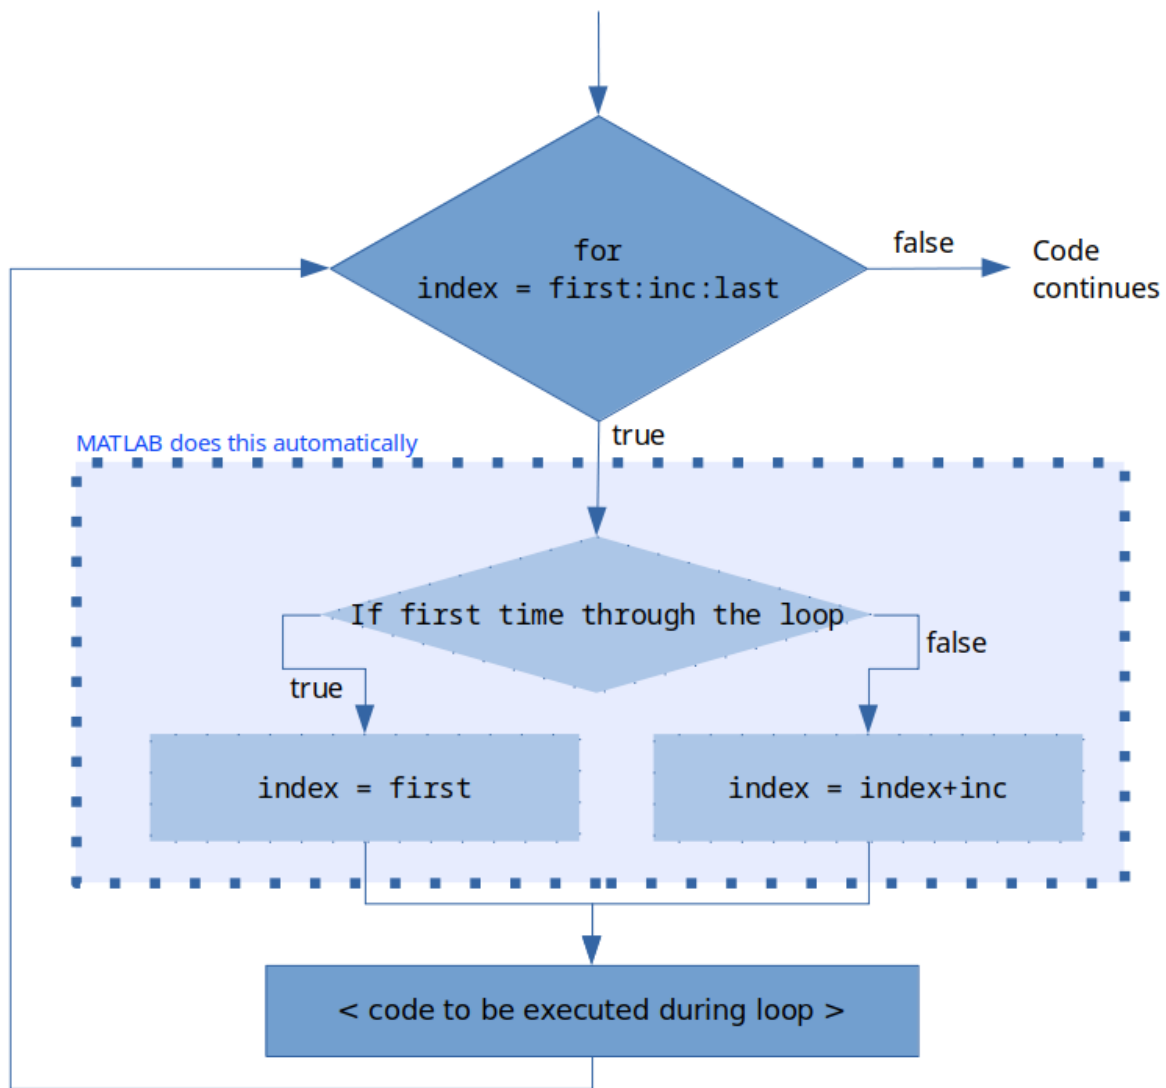 for
index = first:inc:last
false
Code
continues
true
MATLAB does this automatically
If first time through the loop
false
true
index = first
index = index+inc
< code to be executed during loop >